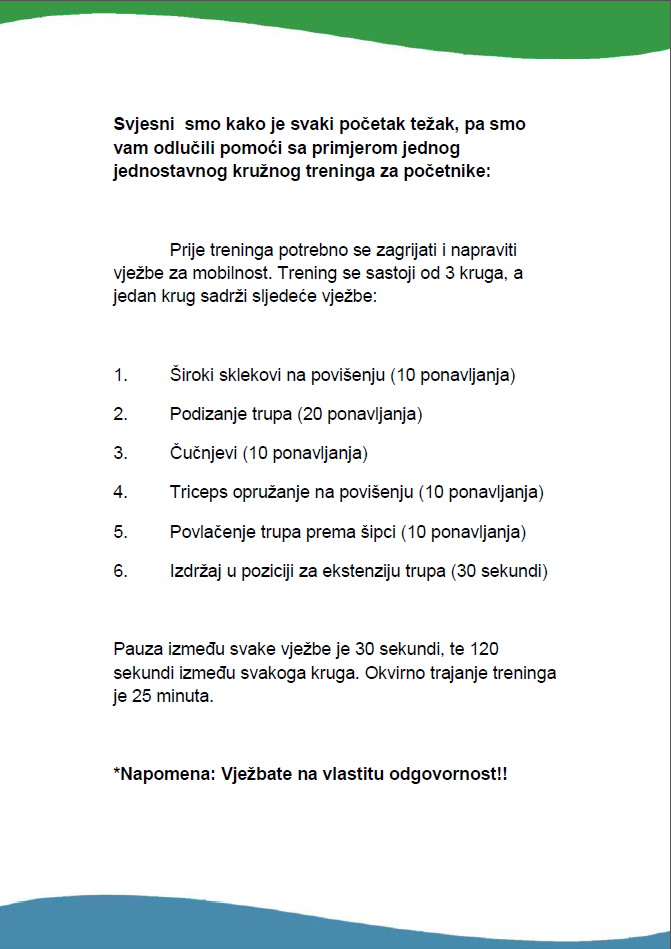 Svjesni  smo kako je svaki početak težak, pa smo
vam odlučili pomoći sa primjerom jednog
jednostavnog kružnog treninga za početnike:
Prije treninga potrebno se zagrijati i napraviti
vježbe za mobilnost. Trening se sastoji od 3 kruga, a
jedan krug sadrži sljedeće vježbe:
1. Široki sklekovi na povišenju (10 ponavljanja)
2. Podizanje trupa (20 ponavljanja)
3. Čučnjevi (10 ponavljanja)
4. Triceps opružanje na povišenju (10 ponavljanja)
5. Povlačenje trupa prema šipci (10 ponavljanja)
6. Izdržaj u poziciji za ekstenziju trupa (30 sekundi)
Pauza između svake vježbe je 30 sekundi, te 120
sekundi između svakoga kruga. Okvirno trajanje treninga
je 25 minuta.
*Napomena: Vježbate na vlastitu odgovornost!!